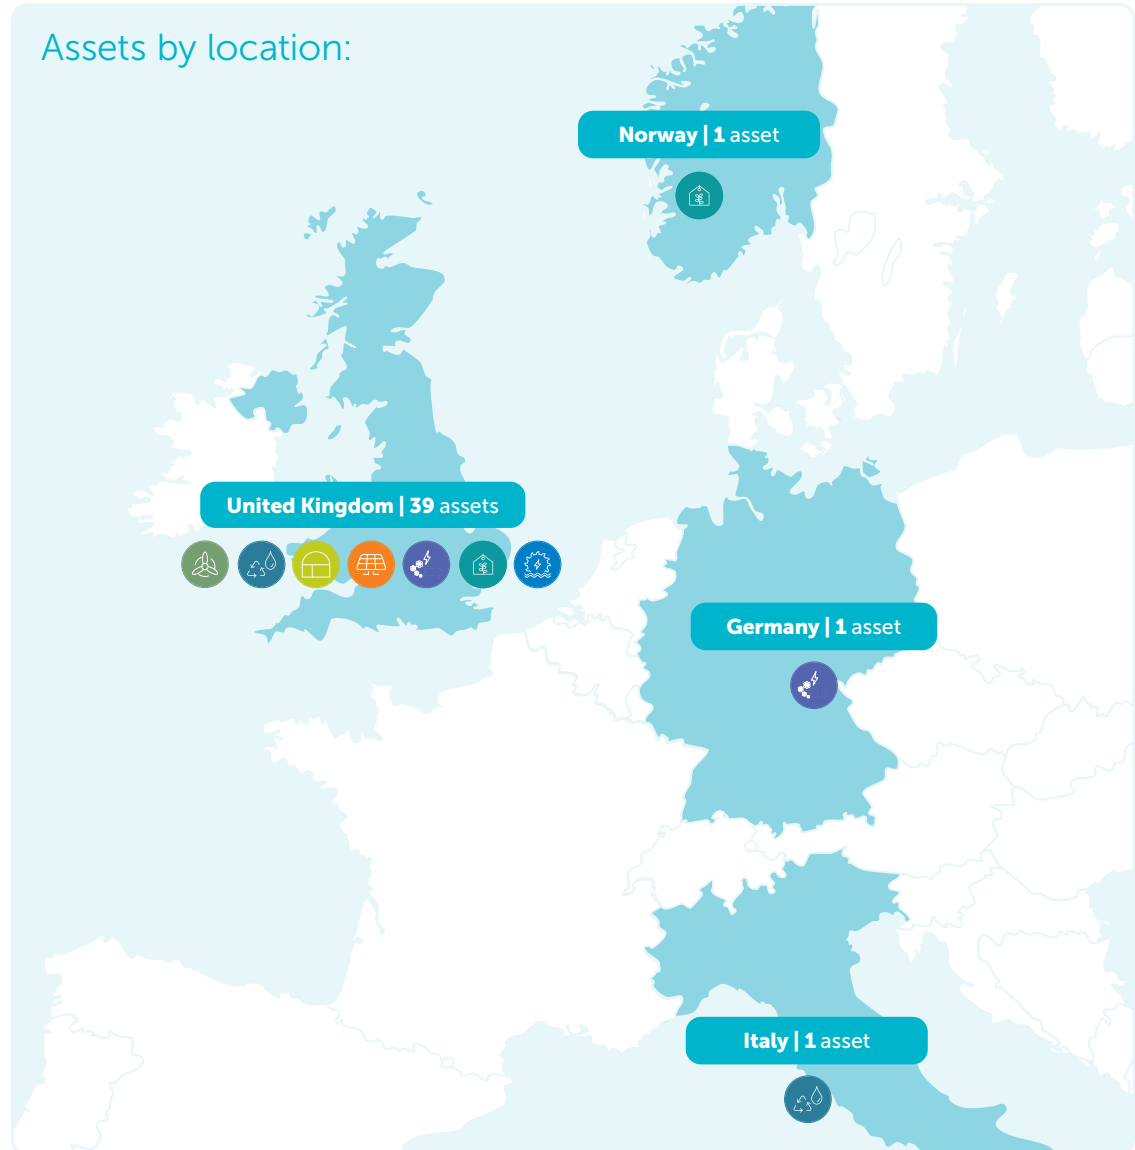 Assets by location:
Norway | 1 asset
United Kingdom | 39 assets
Germany | 1 asset
Italy | 1 asset